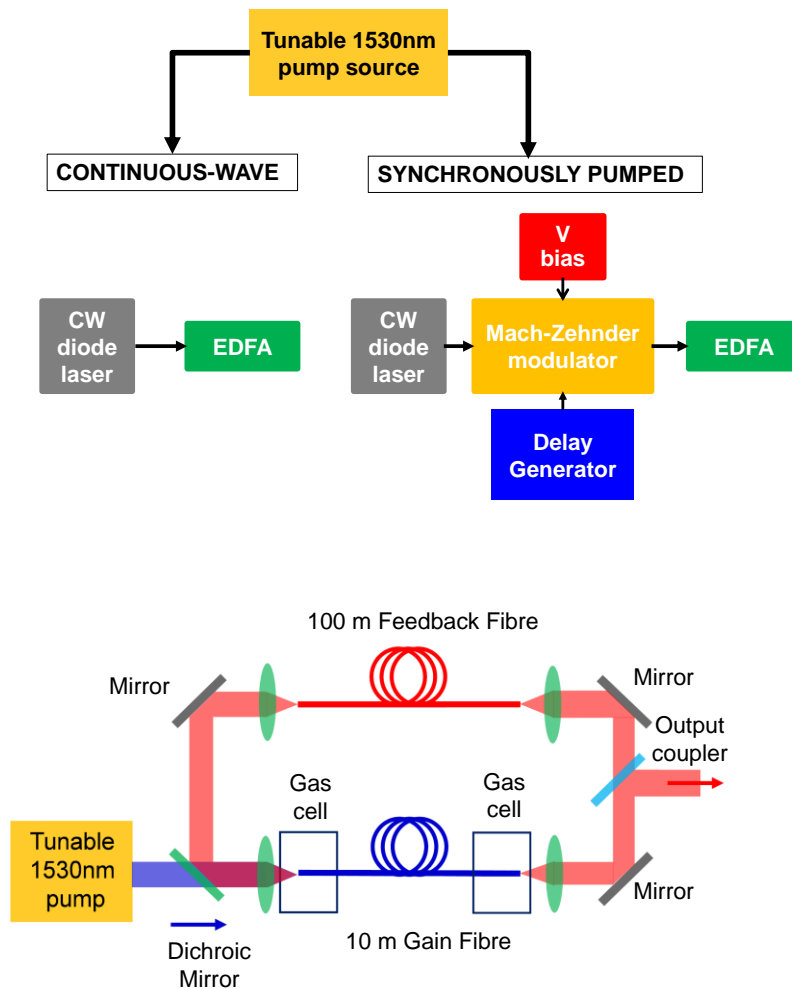 Tunable 1530nm
pump source
CONTINUOUS-WAVE
SYNCHRONOUSLY PUMPED
V
bias
CW
diode
laser
EDFA
CW
diode
laser
Mach-Zehnder
modulator
EDFA
Delay
Generator
100 m Feedback Fibre
Mirror
Mirror
Output
coupler
Gas
cell
Gas
cell
Tunable
1530nm
pump
Mirror
10 m Gain Fibre
Dichroic
Mirror